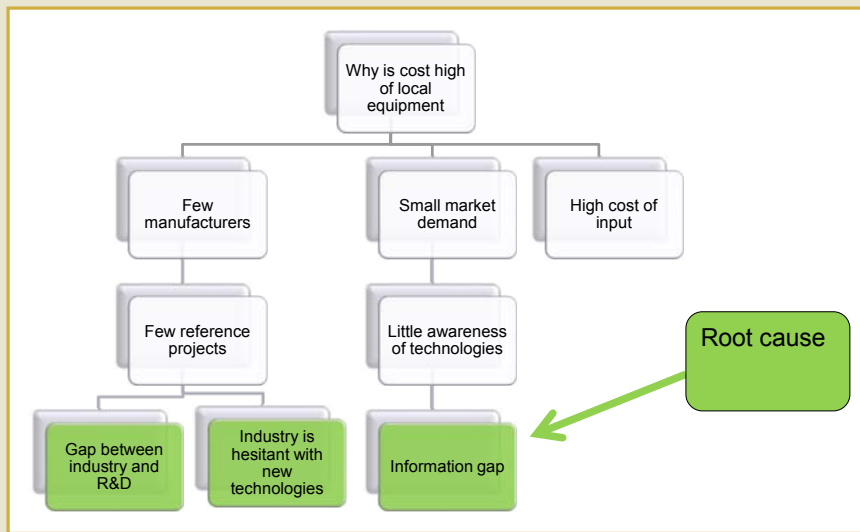 Why is cost high
of local
equipment
Few
manufacturers
Small market
demand
High cost of
input
Few reference
projects
Little awareness
of technologies
Root cause
Gap between
industry and
R&D
Industry is
hesitant with
new
technologies
Information gap